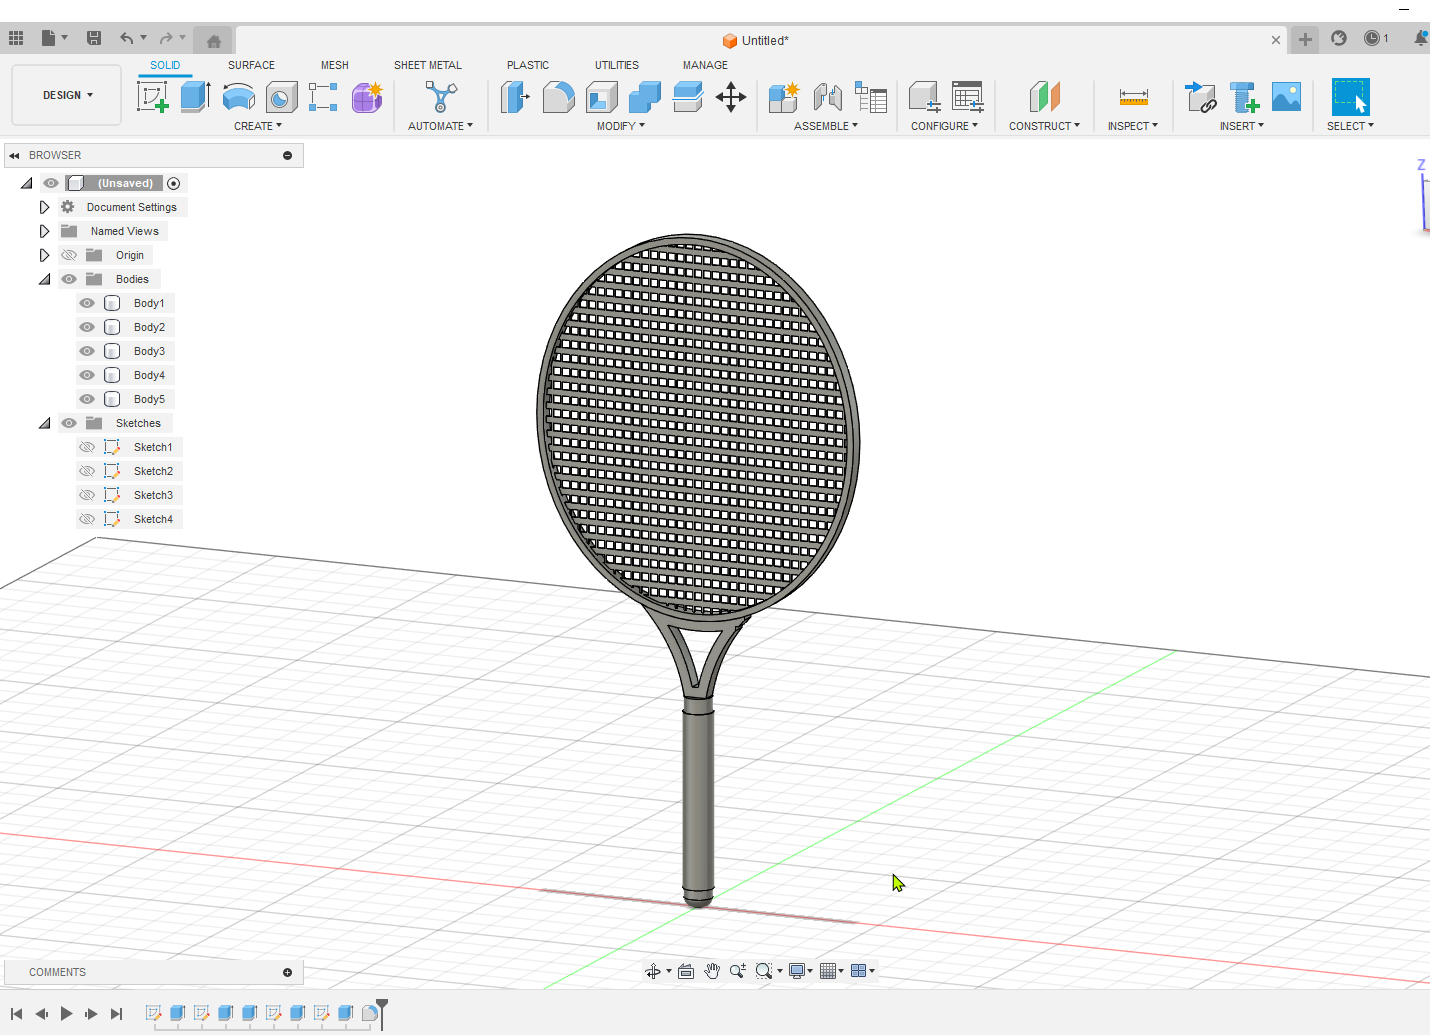 Untitled*
1
SOLID SURFACE MESH SHEET METAL PLASTIC UTILITIES MANAGE
DESIGN
CREATE AUTOMATE MODIFY ASSEMBLE CONFIGURE CONSTRUCT INSPECT INSERT SELECT
BROWSER
Z
(Unsaved)
Document Settings
Named Views
Origin
Bodies
Body1
Body2
Body3
Body4
Body5
Sketches
Sketch1
Sketch2
Sketch3
Sketch4
COMMENTS